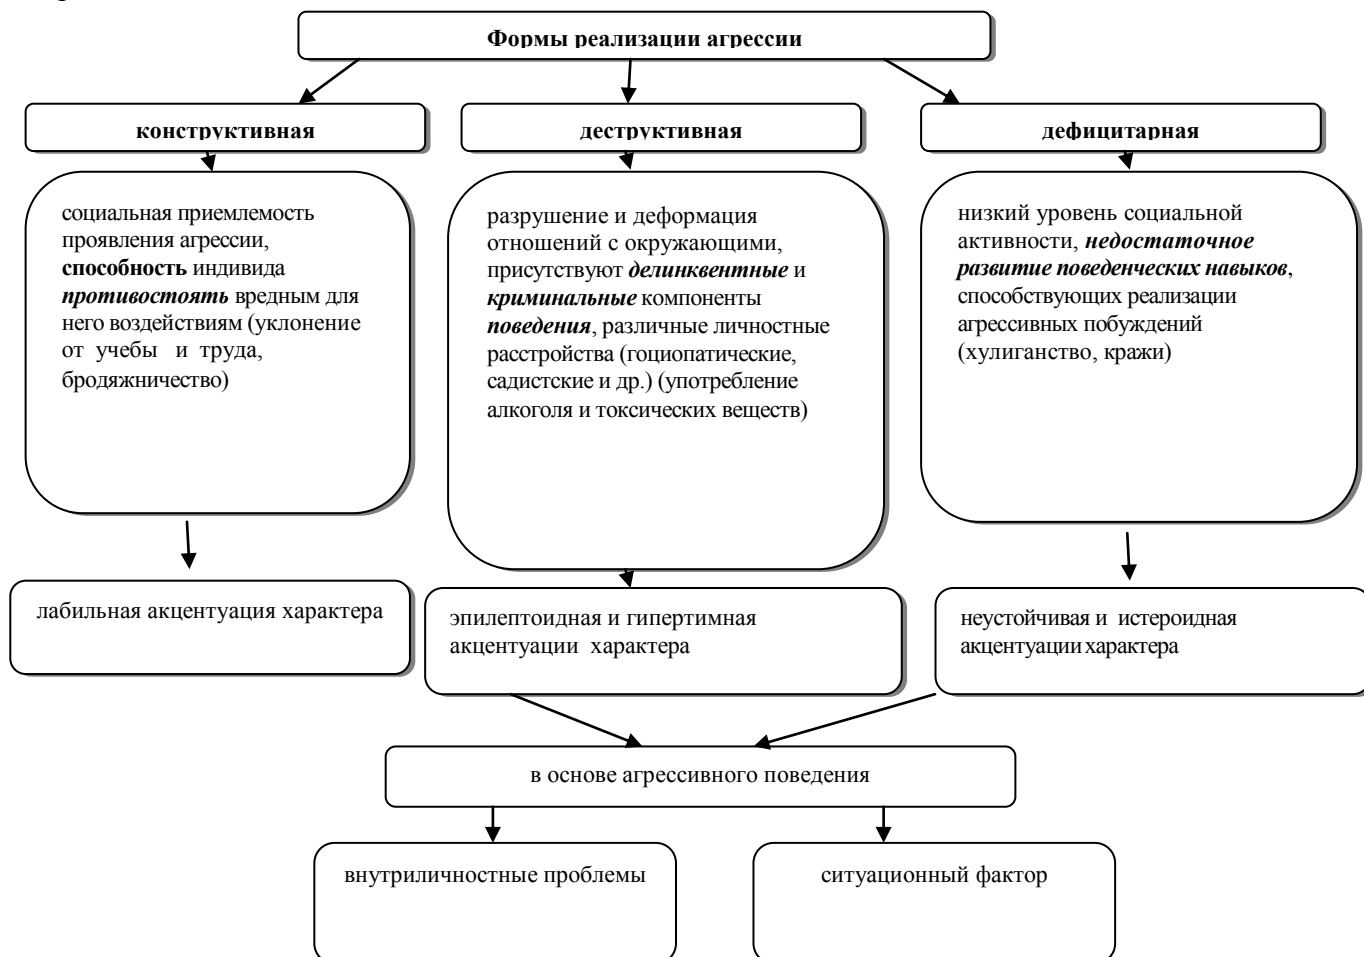 Формы реализации агрессии
конструктивная
деструктивная
дефицитарная
социальная приемлемость
проявления агрессии,
способность индивида
противостоять вредным для
него воздействиям (уклонение
от учебы и труда,
бродяжничество)
разрушение и деформация
отношений с окружающими,
присутствуют делинквентные и
криминальные компоненты
поведения, различные личностные
расстройства (гоциопатические,
садистские и др.) (употребление
алкоголя и токсических веществ)
низкий уровень социальной
активности, недостаточное
развитие поведенческих навыков,
способствующих реализации
агрессивных побуждений
(хулиганство, кражи)
лабильная акцентуация характера
эпилептоидная и гипертимная
акцентуации характера
неустойчивая и истероидная
акцентуации характера
в основе агрессивного поведения
внутриличностные проблемы
ситуационный фактор